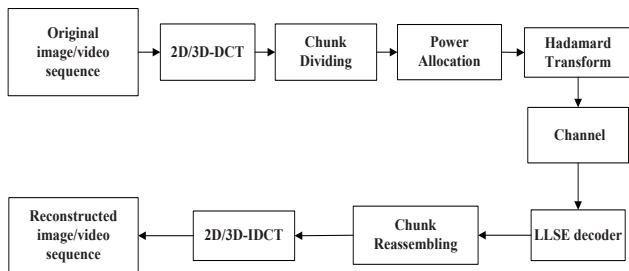 Original
image/video
sequence
2D/3D-DCT
Chunk
Dividing
Power
Allocation
Hadamard
Transform
Channel
LLSE decoder
Chunk
Reassembling
2D/3D-IDCT
Reconstructed
image/video
sequence